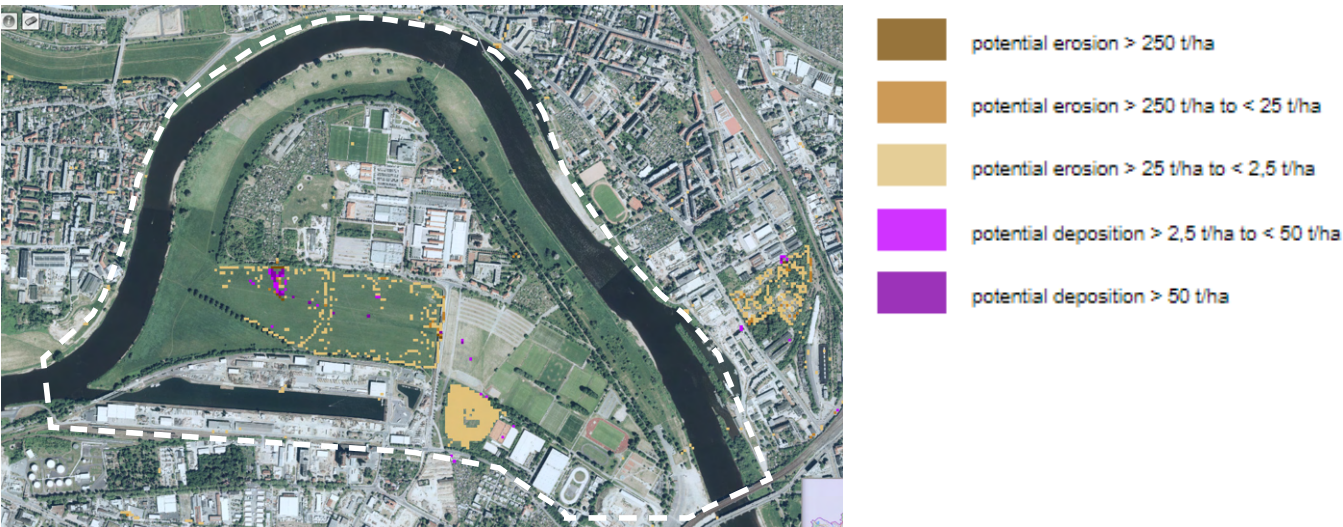 potential erosion > 250 t/ha
potential erosion > 250 t/ha to < 25 t/ha
potential erosion > 25 t/ha to < 2,5 t/ha
potential deposition > 2,5 t/ha to < 50 t/ha
potential deposition > 50 t/ha